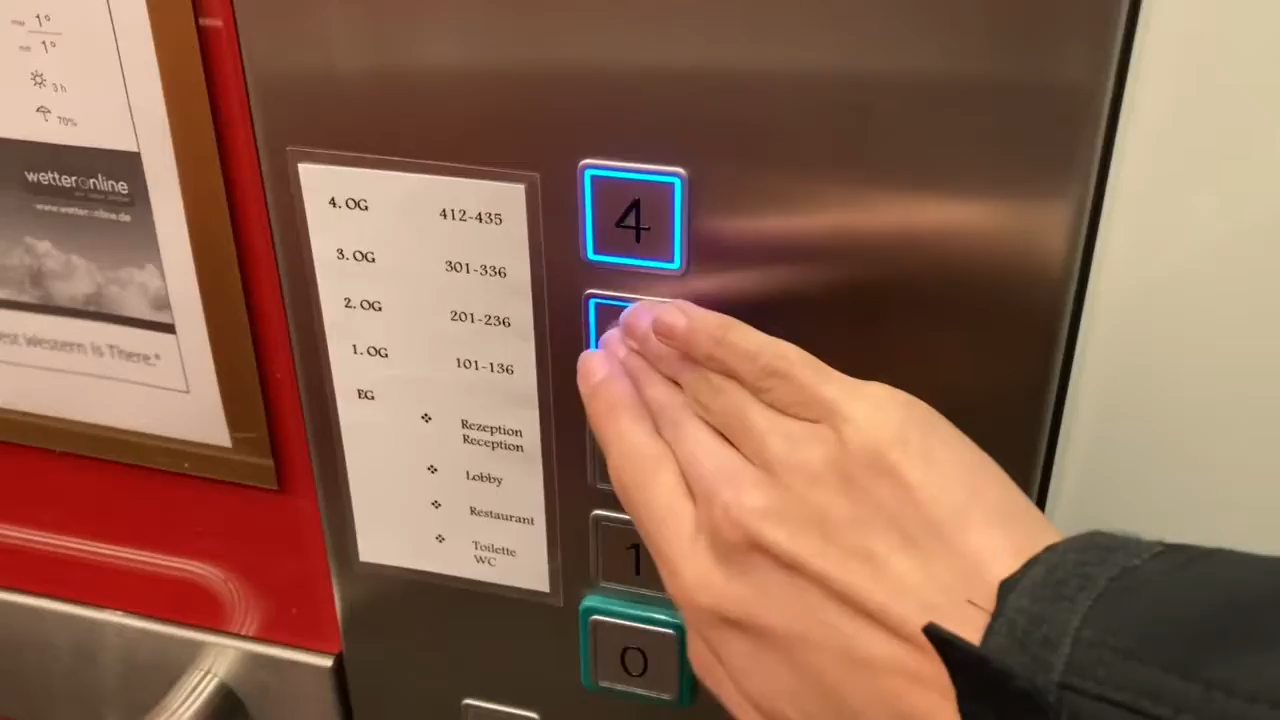 1°
1°
3 h
70%
wetteronline
www.wetteronline.de
est Western is There.*
4. OG 412-435
3. OG 301-336
2. OG 201-236
1. OG 101-136
EG
Rezeption
Reception
Lobby
Restaurant
Toilette
WC
4
1
0